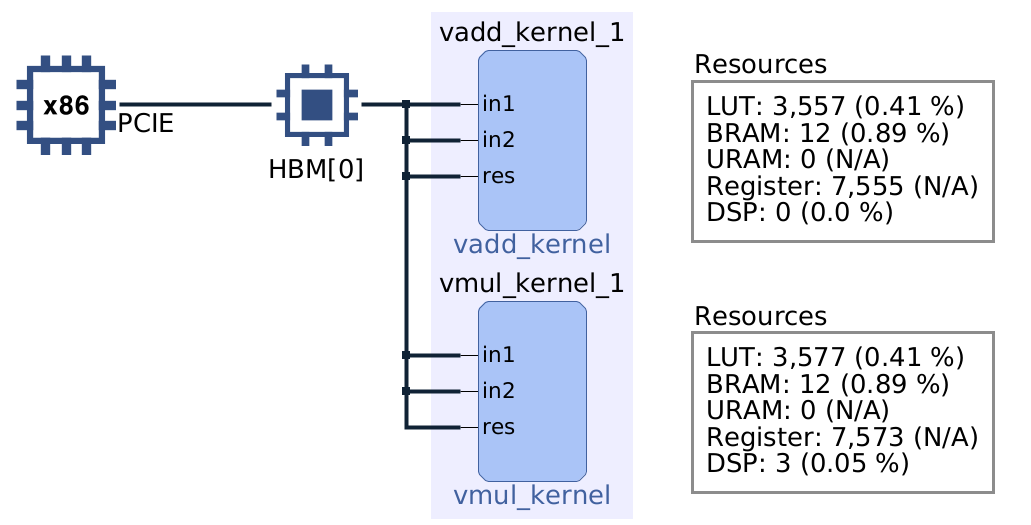 x86
PCIE
HBM[0]
vadd_kernel_1
in1
in2
res
vadd_kernel
Resources
LUT: 3,557 (0.41 %)
BRAM: 12 (0.89 %)
URAM: 0 (N/A)
Register: 7,555 (N/A)
DSP: 0 (0.0 %)
vmul_kernel_1
in1
in2
res
vmul_kernel
Resources
LUT: 3,577 (0.41 %)
BRAM: 12 (0.89 %)
URAM: 0 (N/A)
Register: 7,573 (N/A)
DSP: 3 (0.05 %)